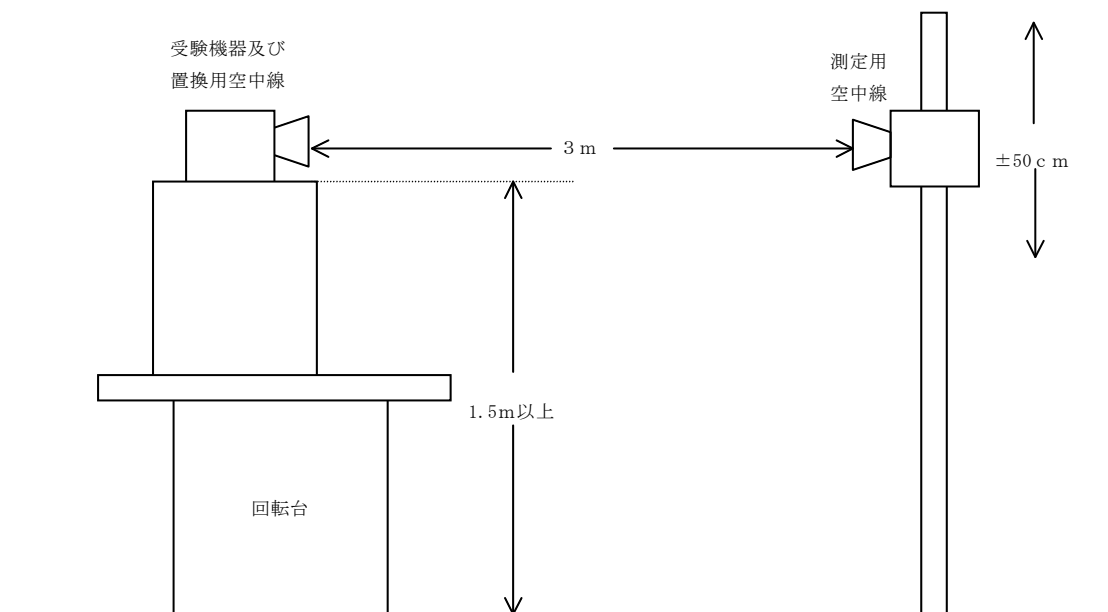 受験機器及び
置換用空中線
測定用
空中線
3m
±50cm
1.5m以上
回転台